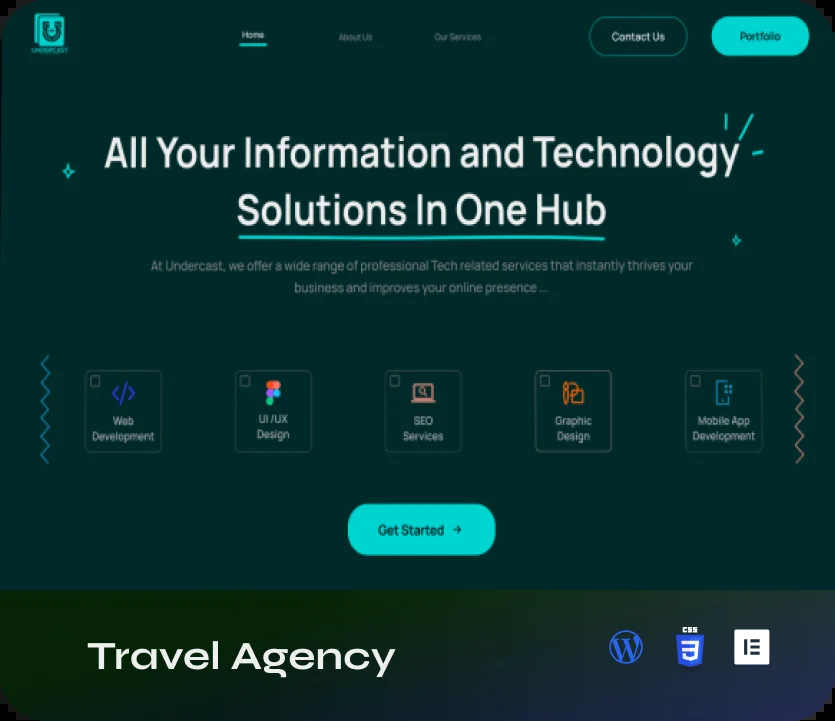 UNDERCAST
Home
About Us
Our Services
Contact Us
Portfolio
All Your Information and Technology
Solutions In One Hub
At Undercast, we offer a wide range of professional Tech related services that instantly thrives your
business and improves your online presence ...
Web
Development
UI /UX
Design
SEO
Services
Graphic
Design
Mobile App
Development
Get Started →
Travel Agency
CSS